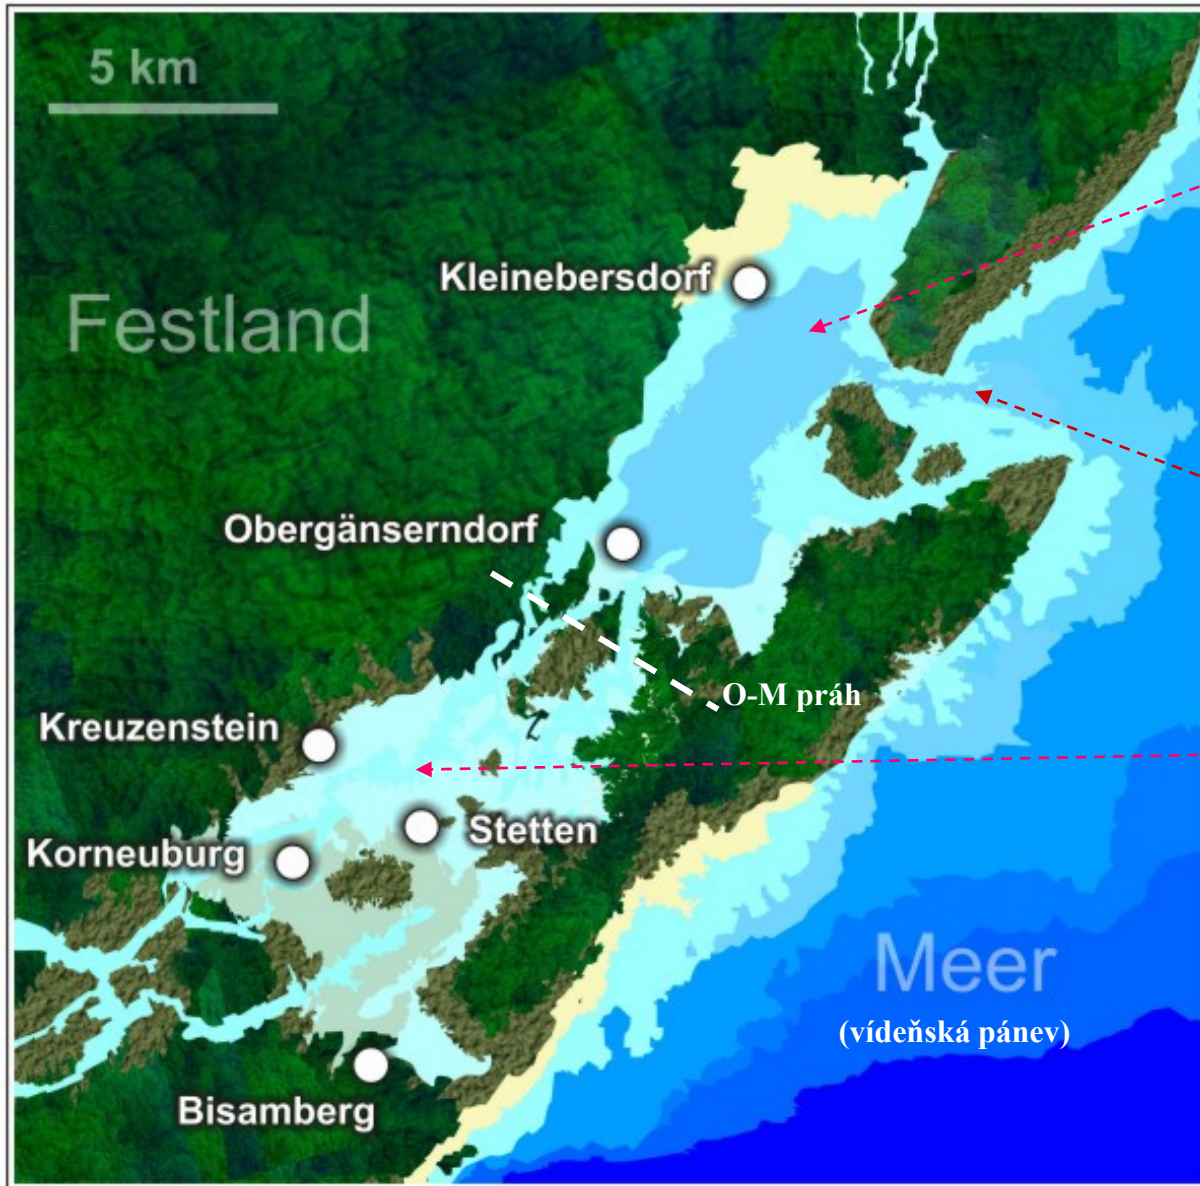 5 km
Kleinebersdorf
Festland
Obergänserndorf
O-M práh
Kreuzenstein
Stetten
Korneuburg
Meer
(vídeňská pánev)
Bisamberg